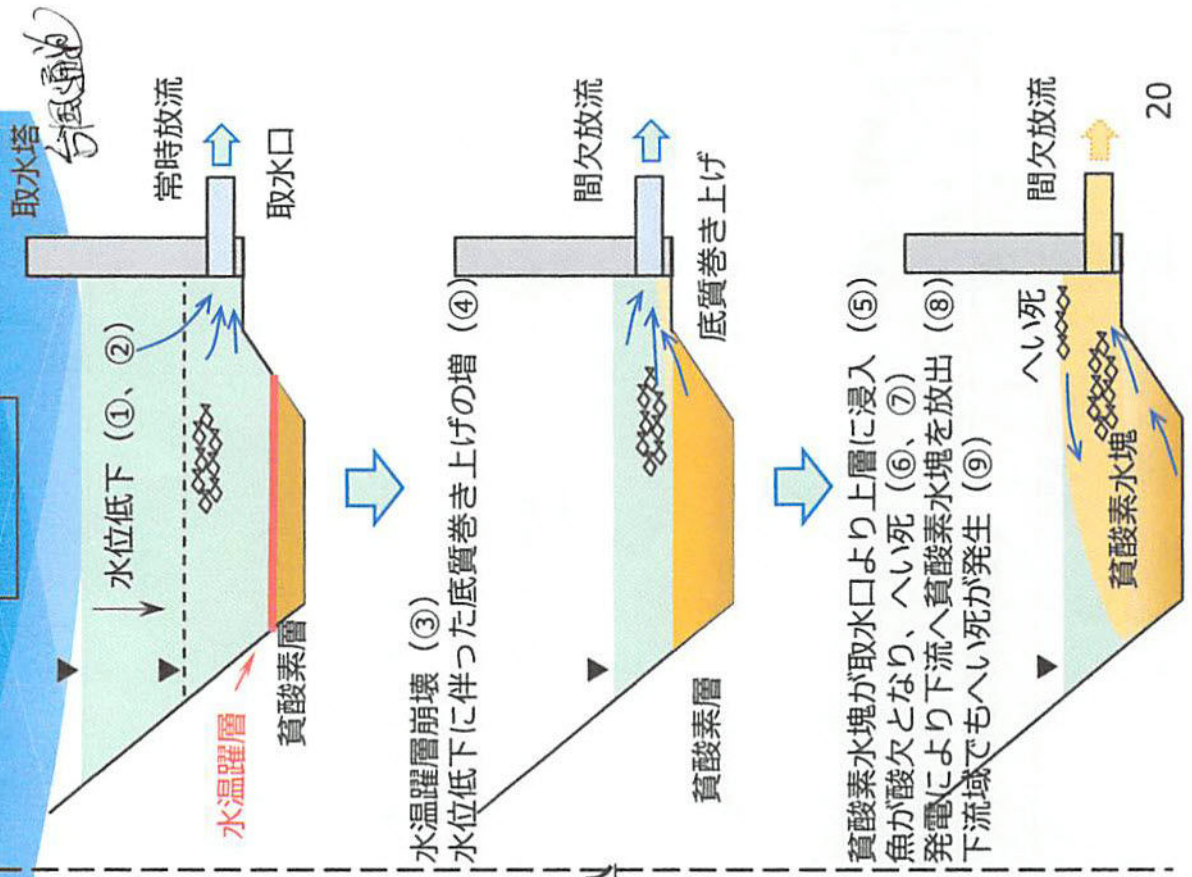 取水塔
台風通過
水位低下(①、②)
常時放流
取水口
水温躍層
貧酸素層
水温躍層崩壊(③)
水位低下に伴った底質巻き上げの増(④)
間欠放流
底質巻き上げ
貧酸素層
貧酸素水塊が取水口より上層に浸入(⑤)
魚が酸欠となり、へい死(⑥、⑦)
発電により下流へ貧酸素水塊を放出(⑧)
下流域でもへい死が発生(⑨)
へい死
間欠放流
貧酸素水塊
20